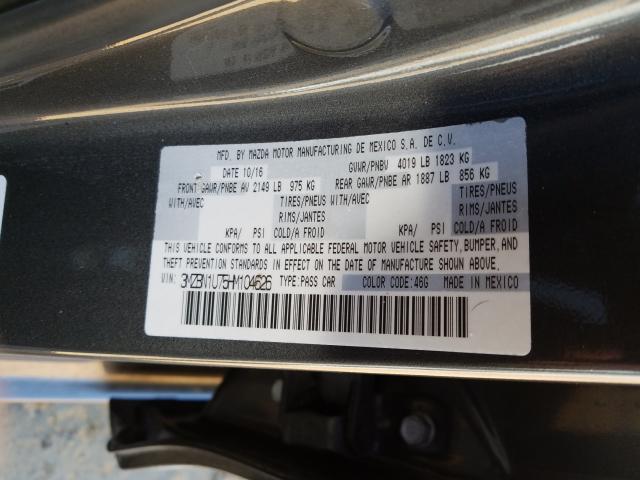 MFD. BY MAZDA MOTOR MANUFACTURING DE MEXICO S.A. DE C.V.
DATE 10/16 GVWR/PNBV 4019 LB 1823 KG
FRONT GAWR/PNBE AV 2149 LB 975 KG REAR GAWR/PNBE AR 1887 LB 856 KG
WITH/AVEC TIRES/PNEUS WITH/AVEC TIRES/PNEUS
RIMS/JANTES RIMS/JANTES
KPA/ PSI COLD/A FROID KPA/ PSI COLD/A FROID
THIS VEHICLE CONFORMS TO ALL APPLICABLE FEDERAL MOTOR VEHICLE SAFETY, BUMPER, AND
THEFT PREVENTION STANDARDS IN EFFECT ON THE DATE OF MANUFACTURE SHOWN ABOVE.
VIN: 3MZBN1U75HM104626 TYPE:PASS CAR COLOR CODE:46G MADE IN MEXICO